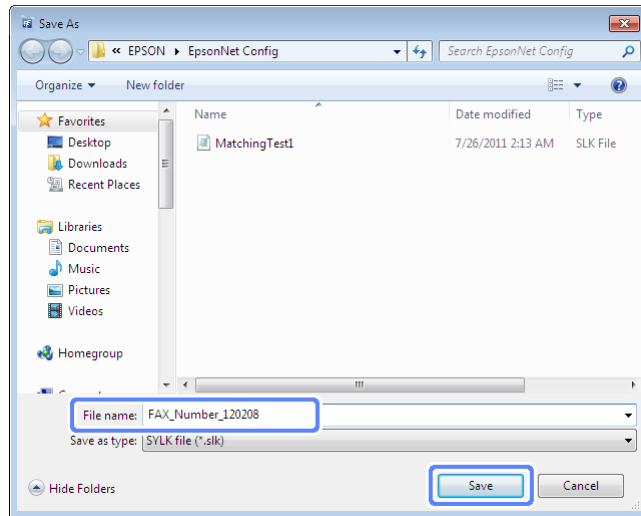 Save As
« EPSON ▸ EpsonNet Config
Search EpsonNet Config
Organize
New folder
Name
Date modified
Type
Favorites
Desktop
Downloads
Recent Places
Libraries
Documents
Music
Pictures
Videos
Homegroup
MatchingTest1
7/26/2011 2:13 AM
SLK File
File name: FAX_Number_120208
Save as type: SYLK file (*.slk)
Hide Folders
Save
Cancel